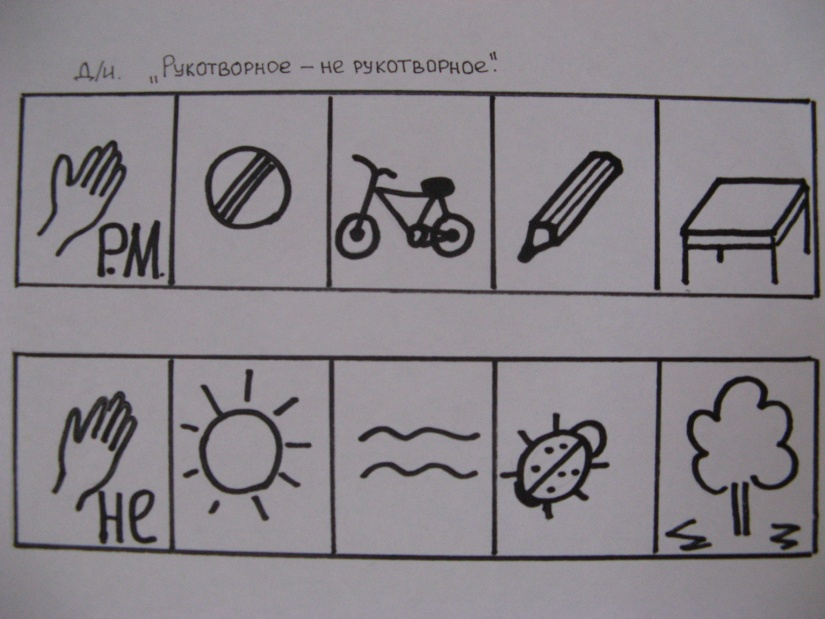 Д/и. „Рукотворное – не рукотворное".
Р.М.
Не